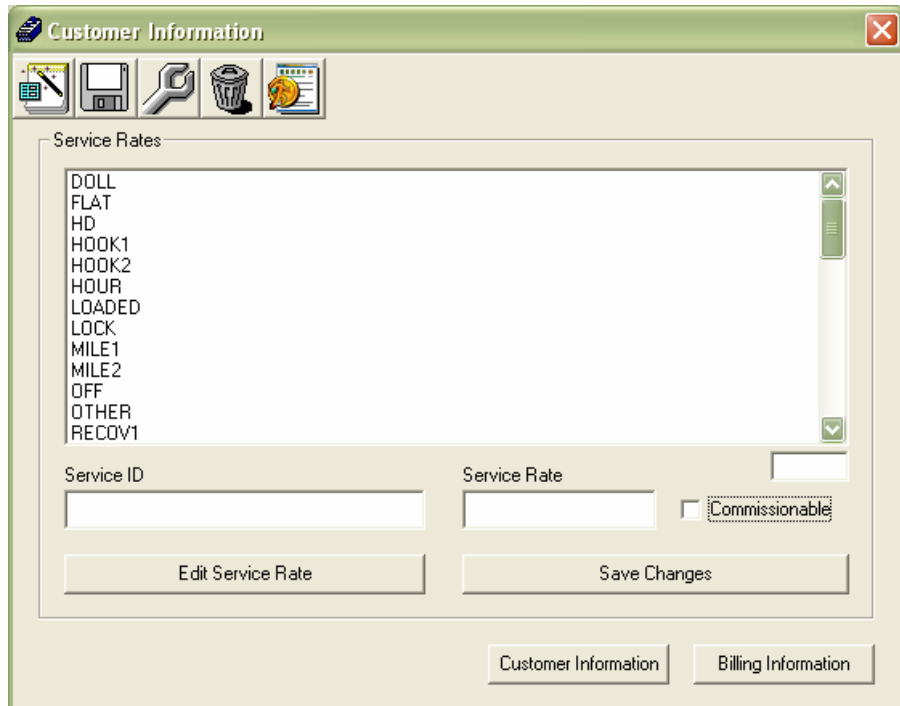 Customer Information
Service Rates
DOLL
FLAT
HD
HOOK1
HOOK2
HOUR
LOADED
LOCK
MILE1
MILE2
OFF
OTHER
RECOV1
Service ID
Service Rate
Commissionable
Edit Service Rate
Save Changes
Customer Information
Billing Information